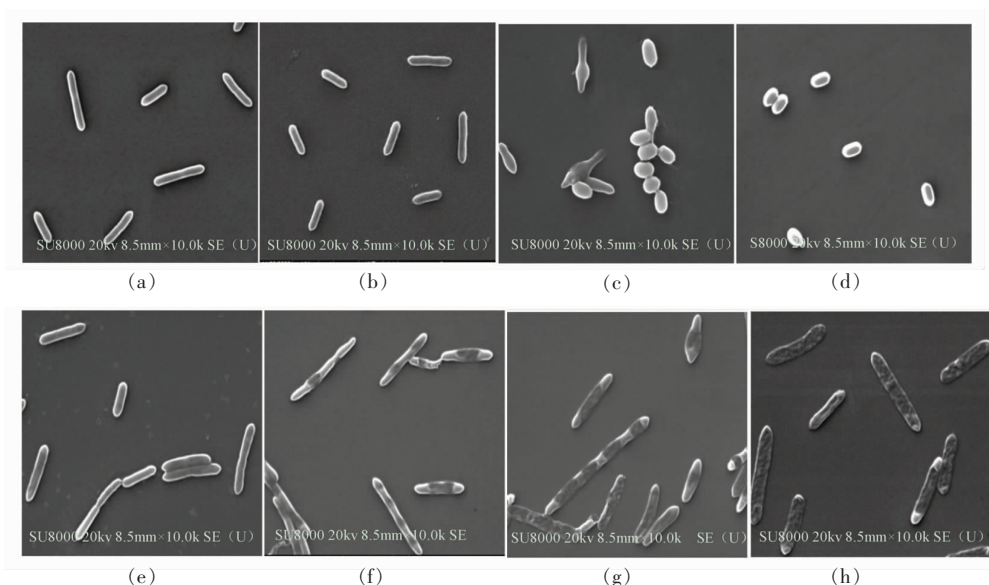 SU8000 20kv 8.5mm×10.0k SE（U）
SU8000 20kv 8.5mm×10.0k SE（U）
SU8000 20kv 8.5mm×10.0k SE（U）
S8000 20kv 8.5mm×10.0k SE（U）
（a）
（b）
（c）
（d）
SU8000 20kv 8.5mm×10.0k SE（U）
SU8000 20kv 8.5mm×10.0k SE
SU8000 20kv 8.5mm×10.0k SE（U）
SU8000 20kv 8.5mm×10.0k SE（U）
（e）
（f）
（g）
（h）